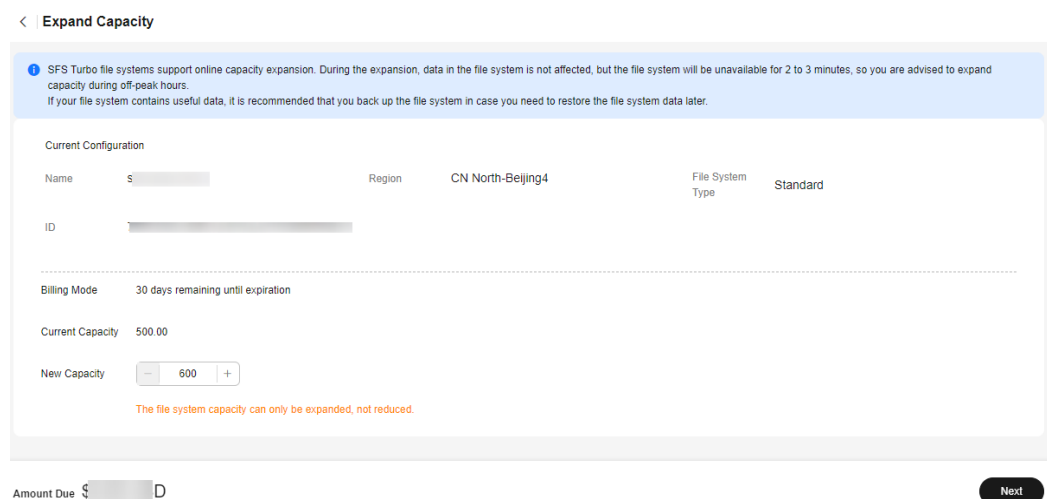 Expand Capacity
SFS Turbo file systems support online capacity expansion. During the expansion, data in the file system is not affected, but the file system will be unavailable for 2 to 3 minutes, so you are advised to expand
capacity during off-peak hours.
If your file system contains useful data, it is recommended that you back up the file system in case you need to restore the file system data later.
Current Configuration
Name s Region CN North-Beijing4 File System
Type Standard
ID
Billing Mode 30 days remaining until expiration
Current Capacity 500.00
New Capacity − 600 +
The file system capacity can only be expanded, not reduced.
Amount Due $ D Next